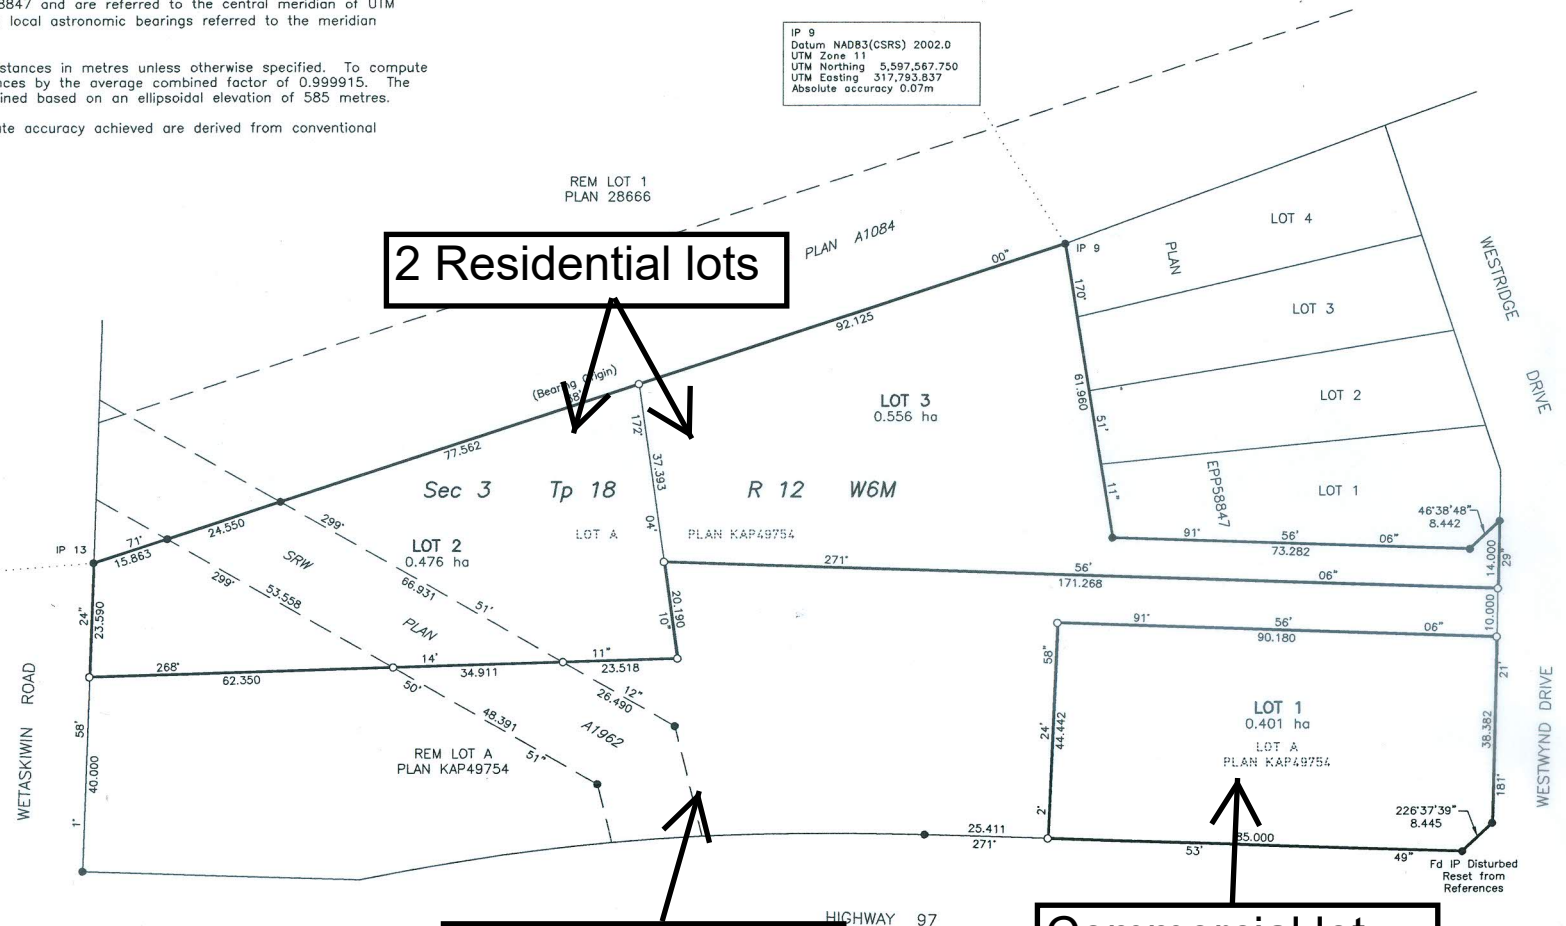 8847 and are referred to the central meridian of UTM
local astronomic bearings referred to the meridian
stances in metres unless otherwise specified. To compute
nces by the average combined factor of 0.999915. The
ined based on an ellipsoidal elevation of 585 metres.
te accuracy achieved are derived from conventional
IP 9
Datum NAD83(CSRS) 2002.0
UTM Zone 11
UTM Northing 5,597,567.750
UTM Easting 317,793.837
Absolute accuracy 0.07m
REM LOT 1
PLAN 28666
2 Residential lots
PLAN A1084
00"
IP 9
PLAN
LOT 4
WESTRIDGE
DRIVE
170'
LOT 3
92.125
(Bearing Origin)
61.960
LOT 2
LOT 3
0.556 ha
51'
172'
77.562
37.393
Sec 3 Tp 18 R 12 W6M
11"
EPP58847
LOT 1
46°38'48"
8.442
24.550
299'
04'
LOT A
PLAN KAP49754
91' 56' 06"
73.282
14.000
29"
71'
15.863
IP 13
SRW
LOT 2
0.476 ha
271' 56' 06"
171.268
299'
53.558
66.931
51'
24"
23.590
20.190
10"
10.000
PLAN
91' 56' 06"
90.180
268' 14' 11"
62.350
34.911
23.518
58"
21'
WETASKIWIN ROAD
50'
12"
26.490
48.391
51"
A1962
58'
40.000
1'
REM LOT A
PLAN KAP49754
24'
44.442
2'
LOT 1
0.401 ha
LOT A
PLAN KAP49754
38.382
181'
WESTWYND DRIVE
226°37'39"
8.445
25.411
271'
85.000
53'
49"
Fd IP Disturbed
Reset from
References
HIGHWAY 97
Commercial lot